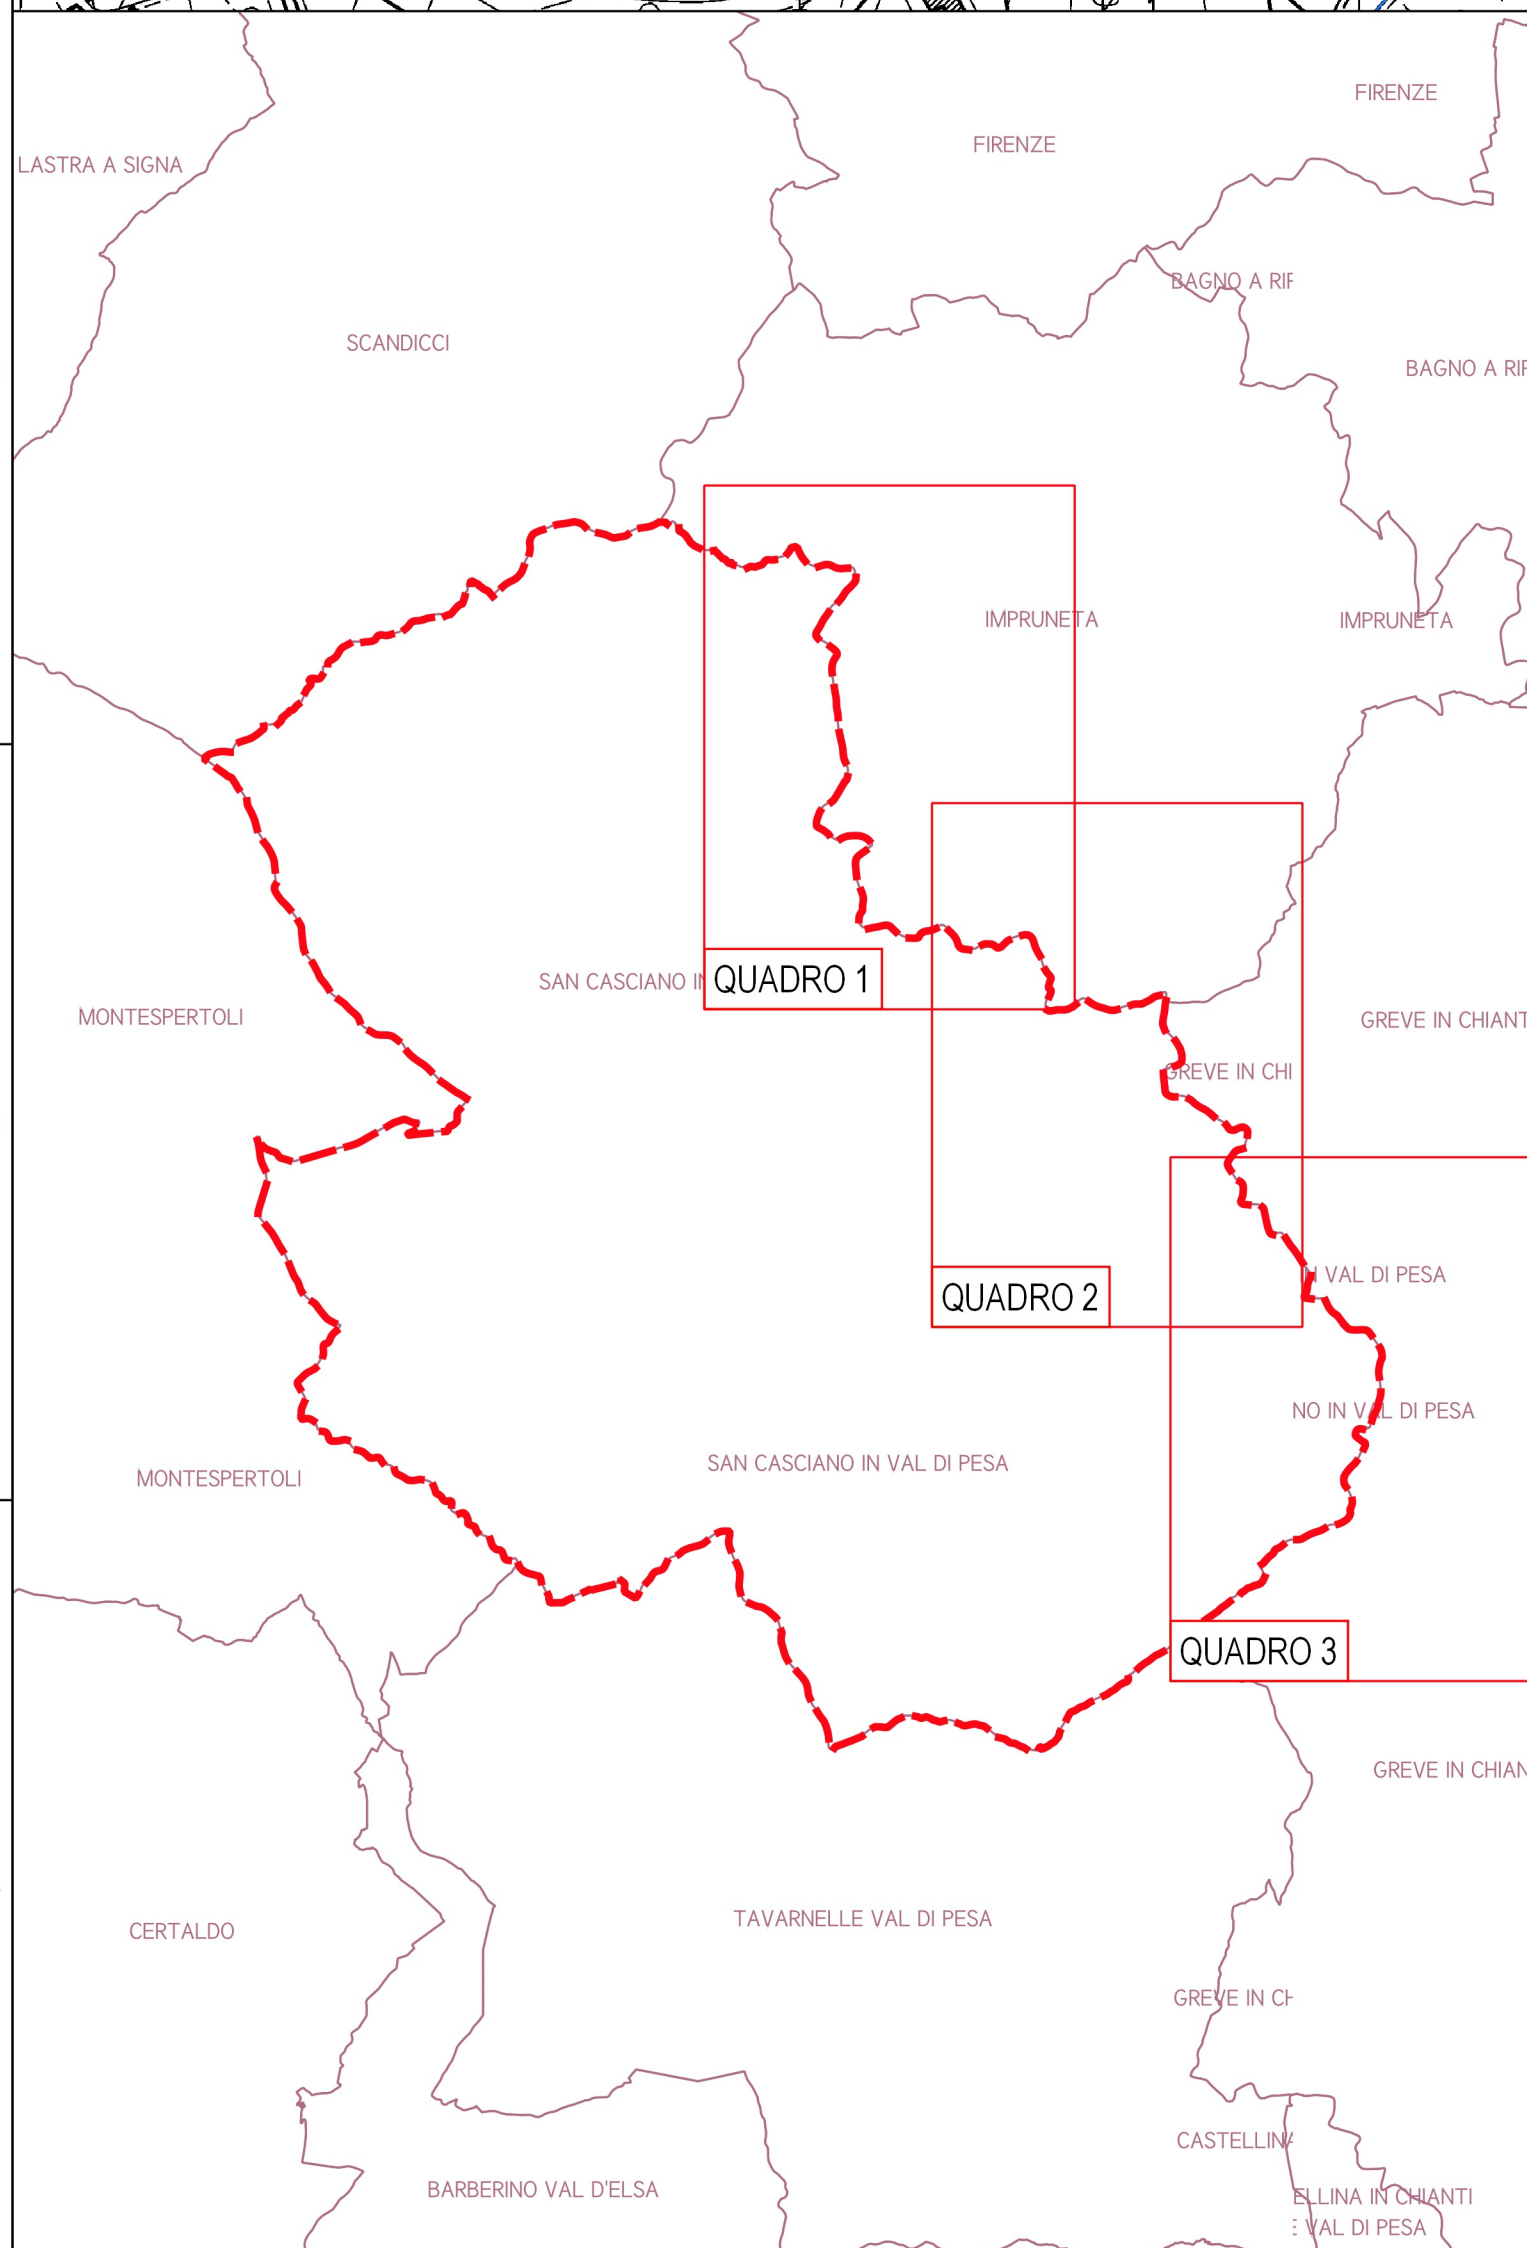 FIRENZE
FIRENZE
LASTRA A SIGNA
BAGNO A RIF
SCANDICCI
BAGNO A RIF
IMPRUNETA
IMPRUNETA
SAN CASCIANO IN
QUADRO 1
MONTESPERTOLI
GREVE IN CHIANT
GREVE IN CHI
N VAL DI PESA
QUADRO 2
NO IN VAL DI PESA
SAN CASCIANO IN VAL DI PESA
MONTESPERTOLI
QUADRO 3
GREVE IN CHIAN
TAVARNELLE VAL DI PESA
CERTALDO
GREVE IN CH
CASTELLINA
BARBERINO VAL D'ELSA
ELLINA IN CHIANTI
E VAL DI PESA